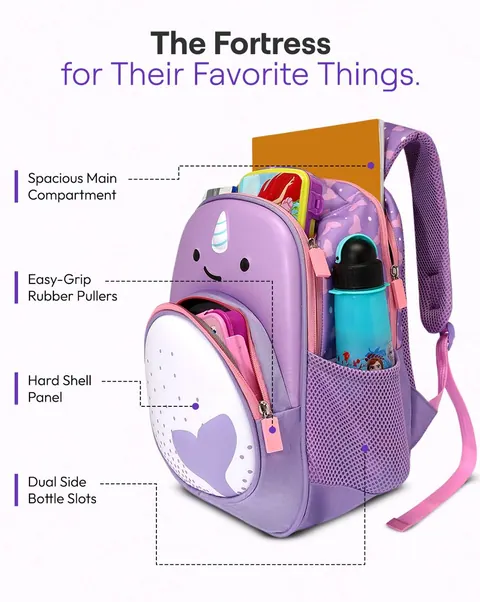 The Fortress
for Their Favorite Things.
Spacious Main
Compartment
Easy-Grip
Rubber Pullers
Hard Shell
Panel
Dual Side
Bottle Slots